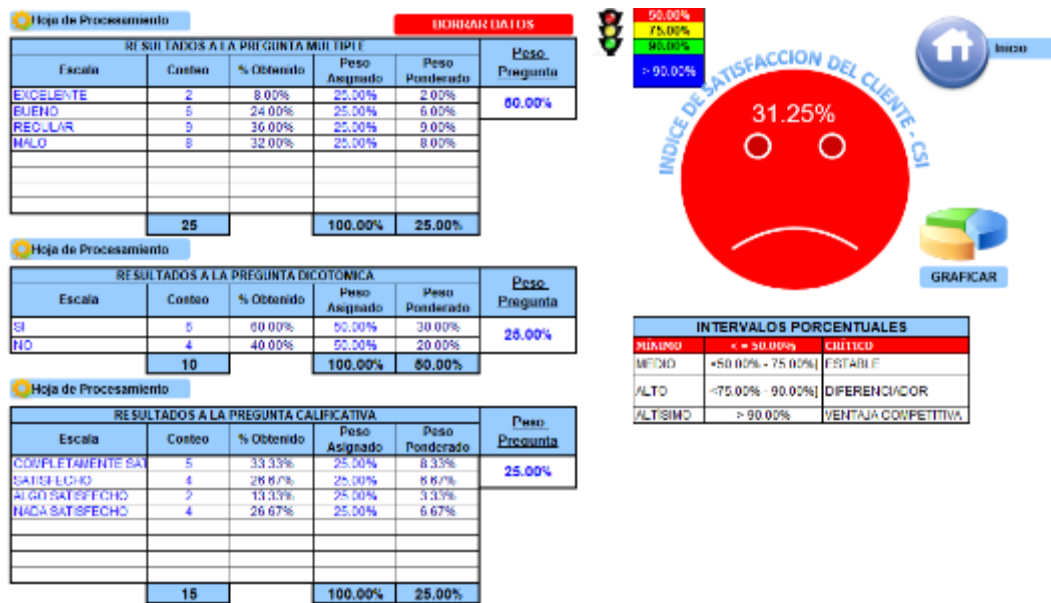 Hoja de Procesamiento
BORRAR DATOS
RESULTADOS A LA PREGUNTA MULTIPLE
Peso Pregunta
Escala Conteo % Obtenido Peso Asignado Peso Ponderado
EXCELENTE 2 8.00% 25.00% 2.00%
BUENO 6 24.00% 25.00% 6.00%
REGULAR 9 36.00% 25.00% 9.00%
MALO 8 32.00% 25.00% 8.00%
50.00%
25 100.00% 25.00%
Hoja de Procesamiento
RESULTADOS A LA PREGUNTA DICOTOMICA
Peso Pregunta
Escala Conteo % Obtenido Peso Asignado Peso Ponderado
SI 6 60.00% 50.00% 30.00%
NO 4 40.00% 50.00% 20.00%
25.00%
10 100.00% 50.00%
Hoja de Procesamiento
RESULTADOS A LA PREGUNTA CALIFICATIVA
Peso Pregunta
Escala Conteo % Obtenido Peso Asignado Peso Ponderado
COMPLETAMENTE SAT 5 33.33% 25.00% 8.33%
SATISFECHO 4 26.67% 25.00% 6.67%
ALGO SATISFECHO 2 13.33% 25.00% 3.33%
NADA SATISFECHO 4 26.67% 25.00% 6.67%
25.00%
15 100.00% 25.00%
50.00%
75.00%
90.00%
> 90.00%
INDICE DE SATISFACCION DEL CLIENTE - CSI
31.25%
Inicio
GRAFICAR
INTERVALOS PORCENTUALES
MÍNIMO < = 50.00% CRÍTICO
MEDIO <50.00% - 75.00%] ESTABLE
ALTO <75.00% - 90.00%] DIFERENCIADOR
ALTISIMO > 90.00% VENTAJA COMPETITIVA